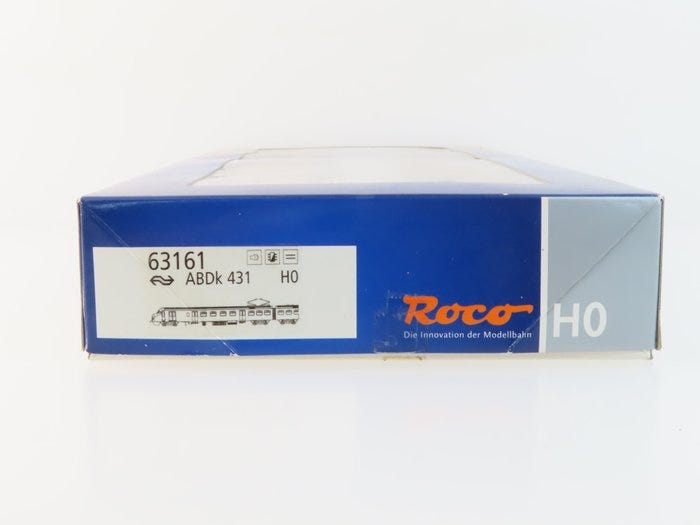 63161
ABDk 431 H0
Roco
Die Innovation der Modellbahn
H0